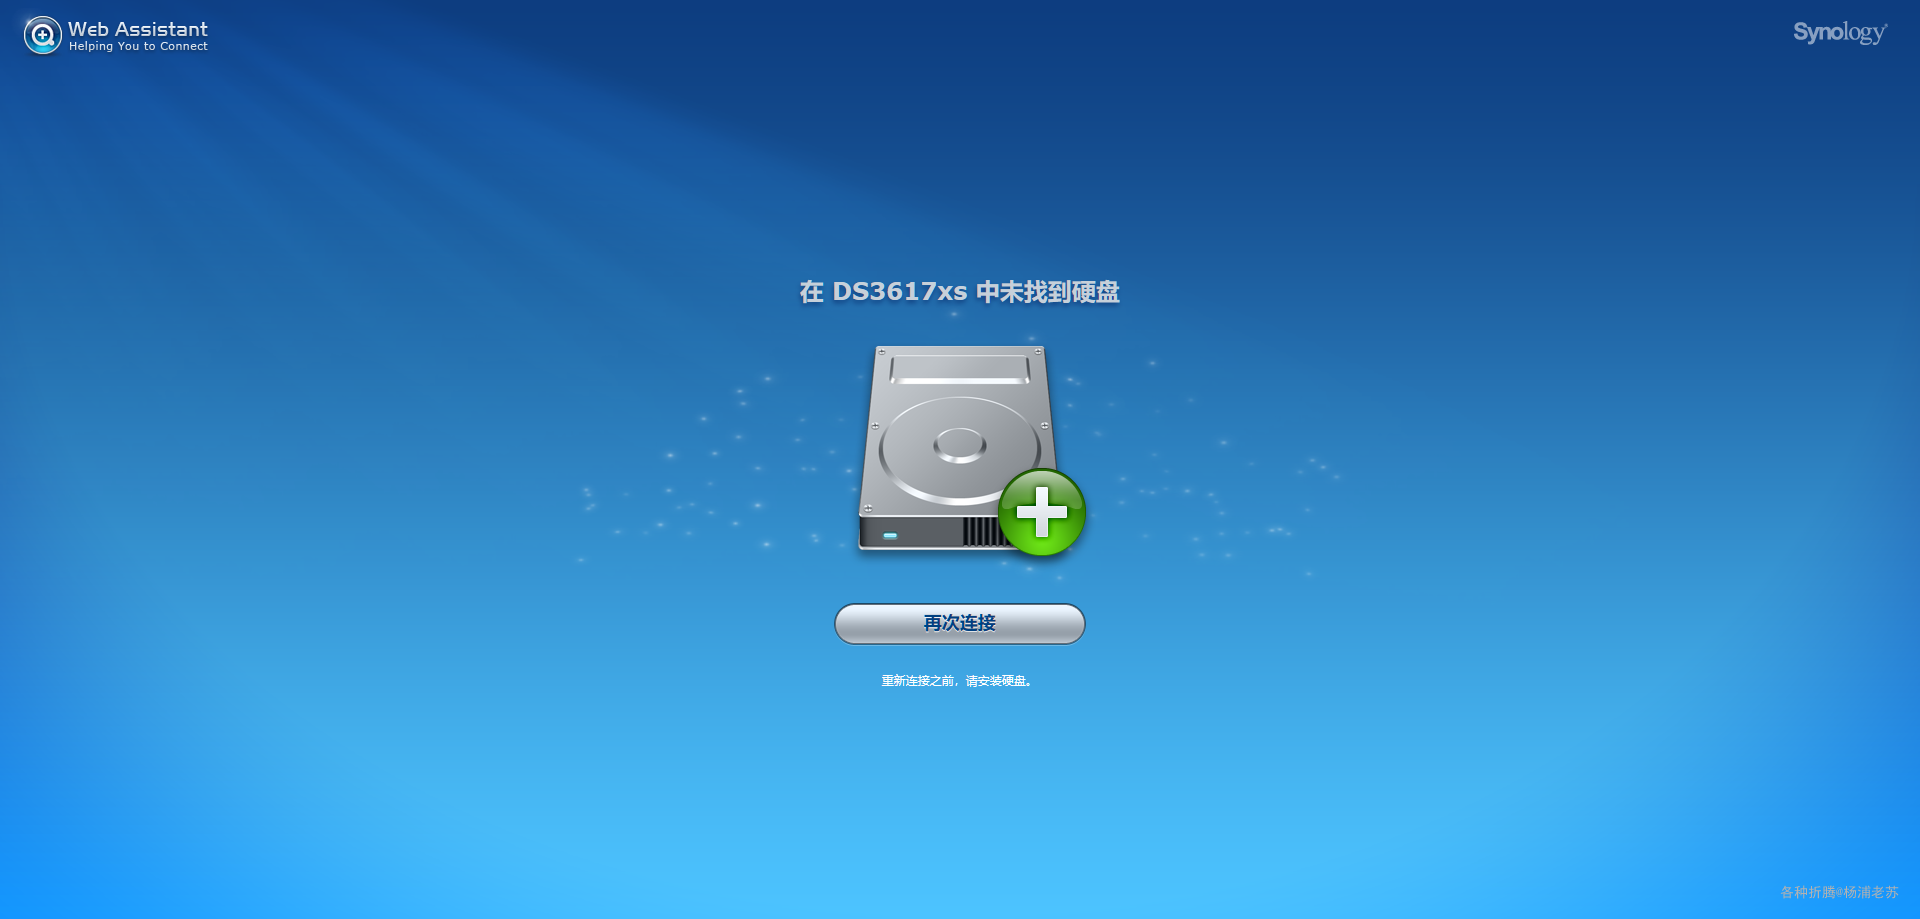 Web Assistant
Helping You to Connect
Synology
在 DS3617xs 中未找到硬盘
再次连接
重新连接之前，请安装硬盘。
各种折腾@杨浦老苏